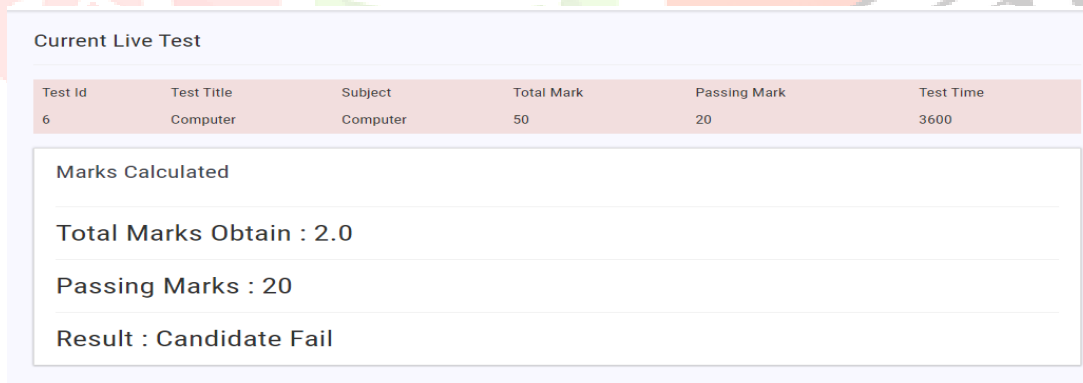 Current Live Test
Test Id Test Title Subject Total Mark Passing Mark Test Time
6 Computer Computer 50 20 3600
Marks Calculated
Total Marks Obtain : 2.0
Passing Marks : 20
Result : Candidate Fail